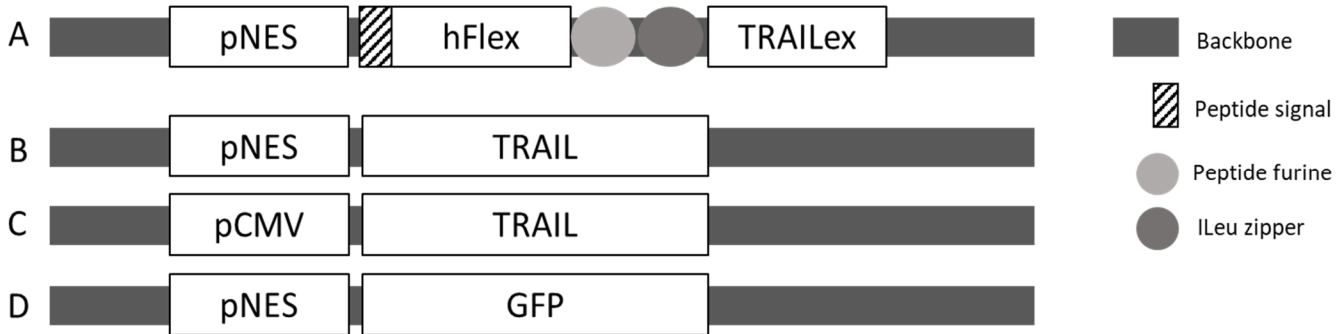 A pNES hFlex TRAILex
B pNES TRAIL
C pCMV TRAIL
D pNES GFP
Backbone
Peptide signal
Peptide furine
ILeu zipper